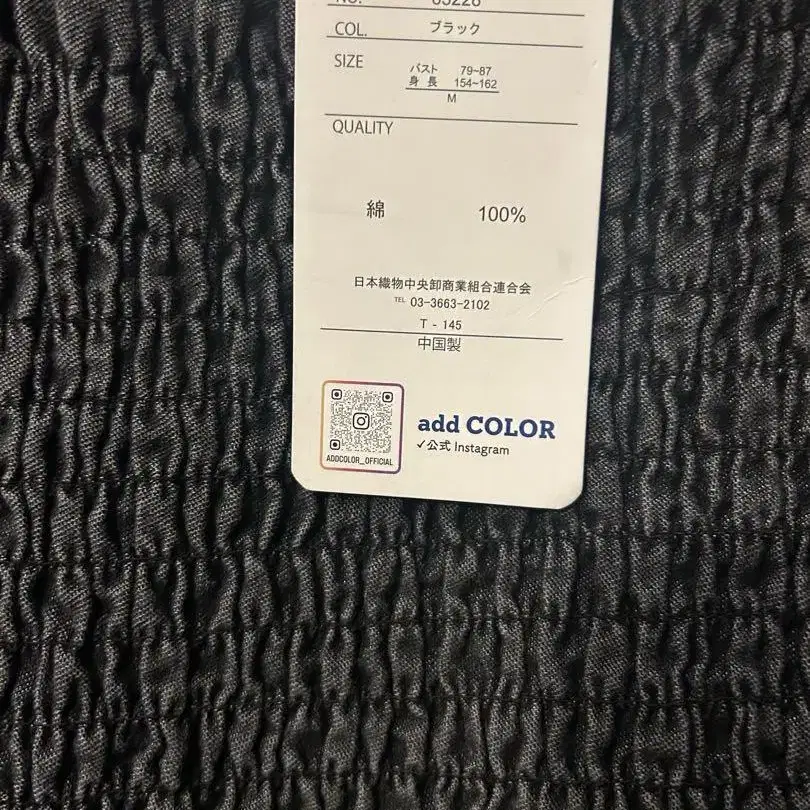 COL. ブラック
SIZE
バスト 79~87
身長 154~162
M
QUALITY
綿 100%
日本織物中央卸商業組合連合会
TEL 03-3663-2102
T - 145
中国製
add COLOR
✓公式 Instagram
ADDCOLOR_OFFICIAL